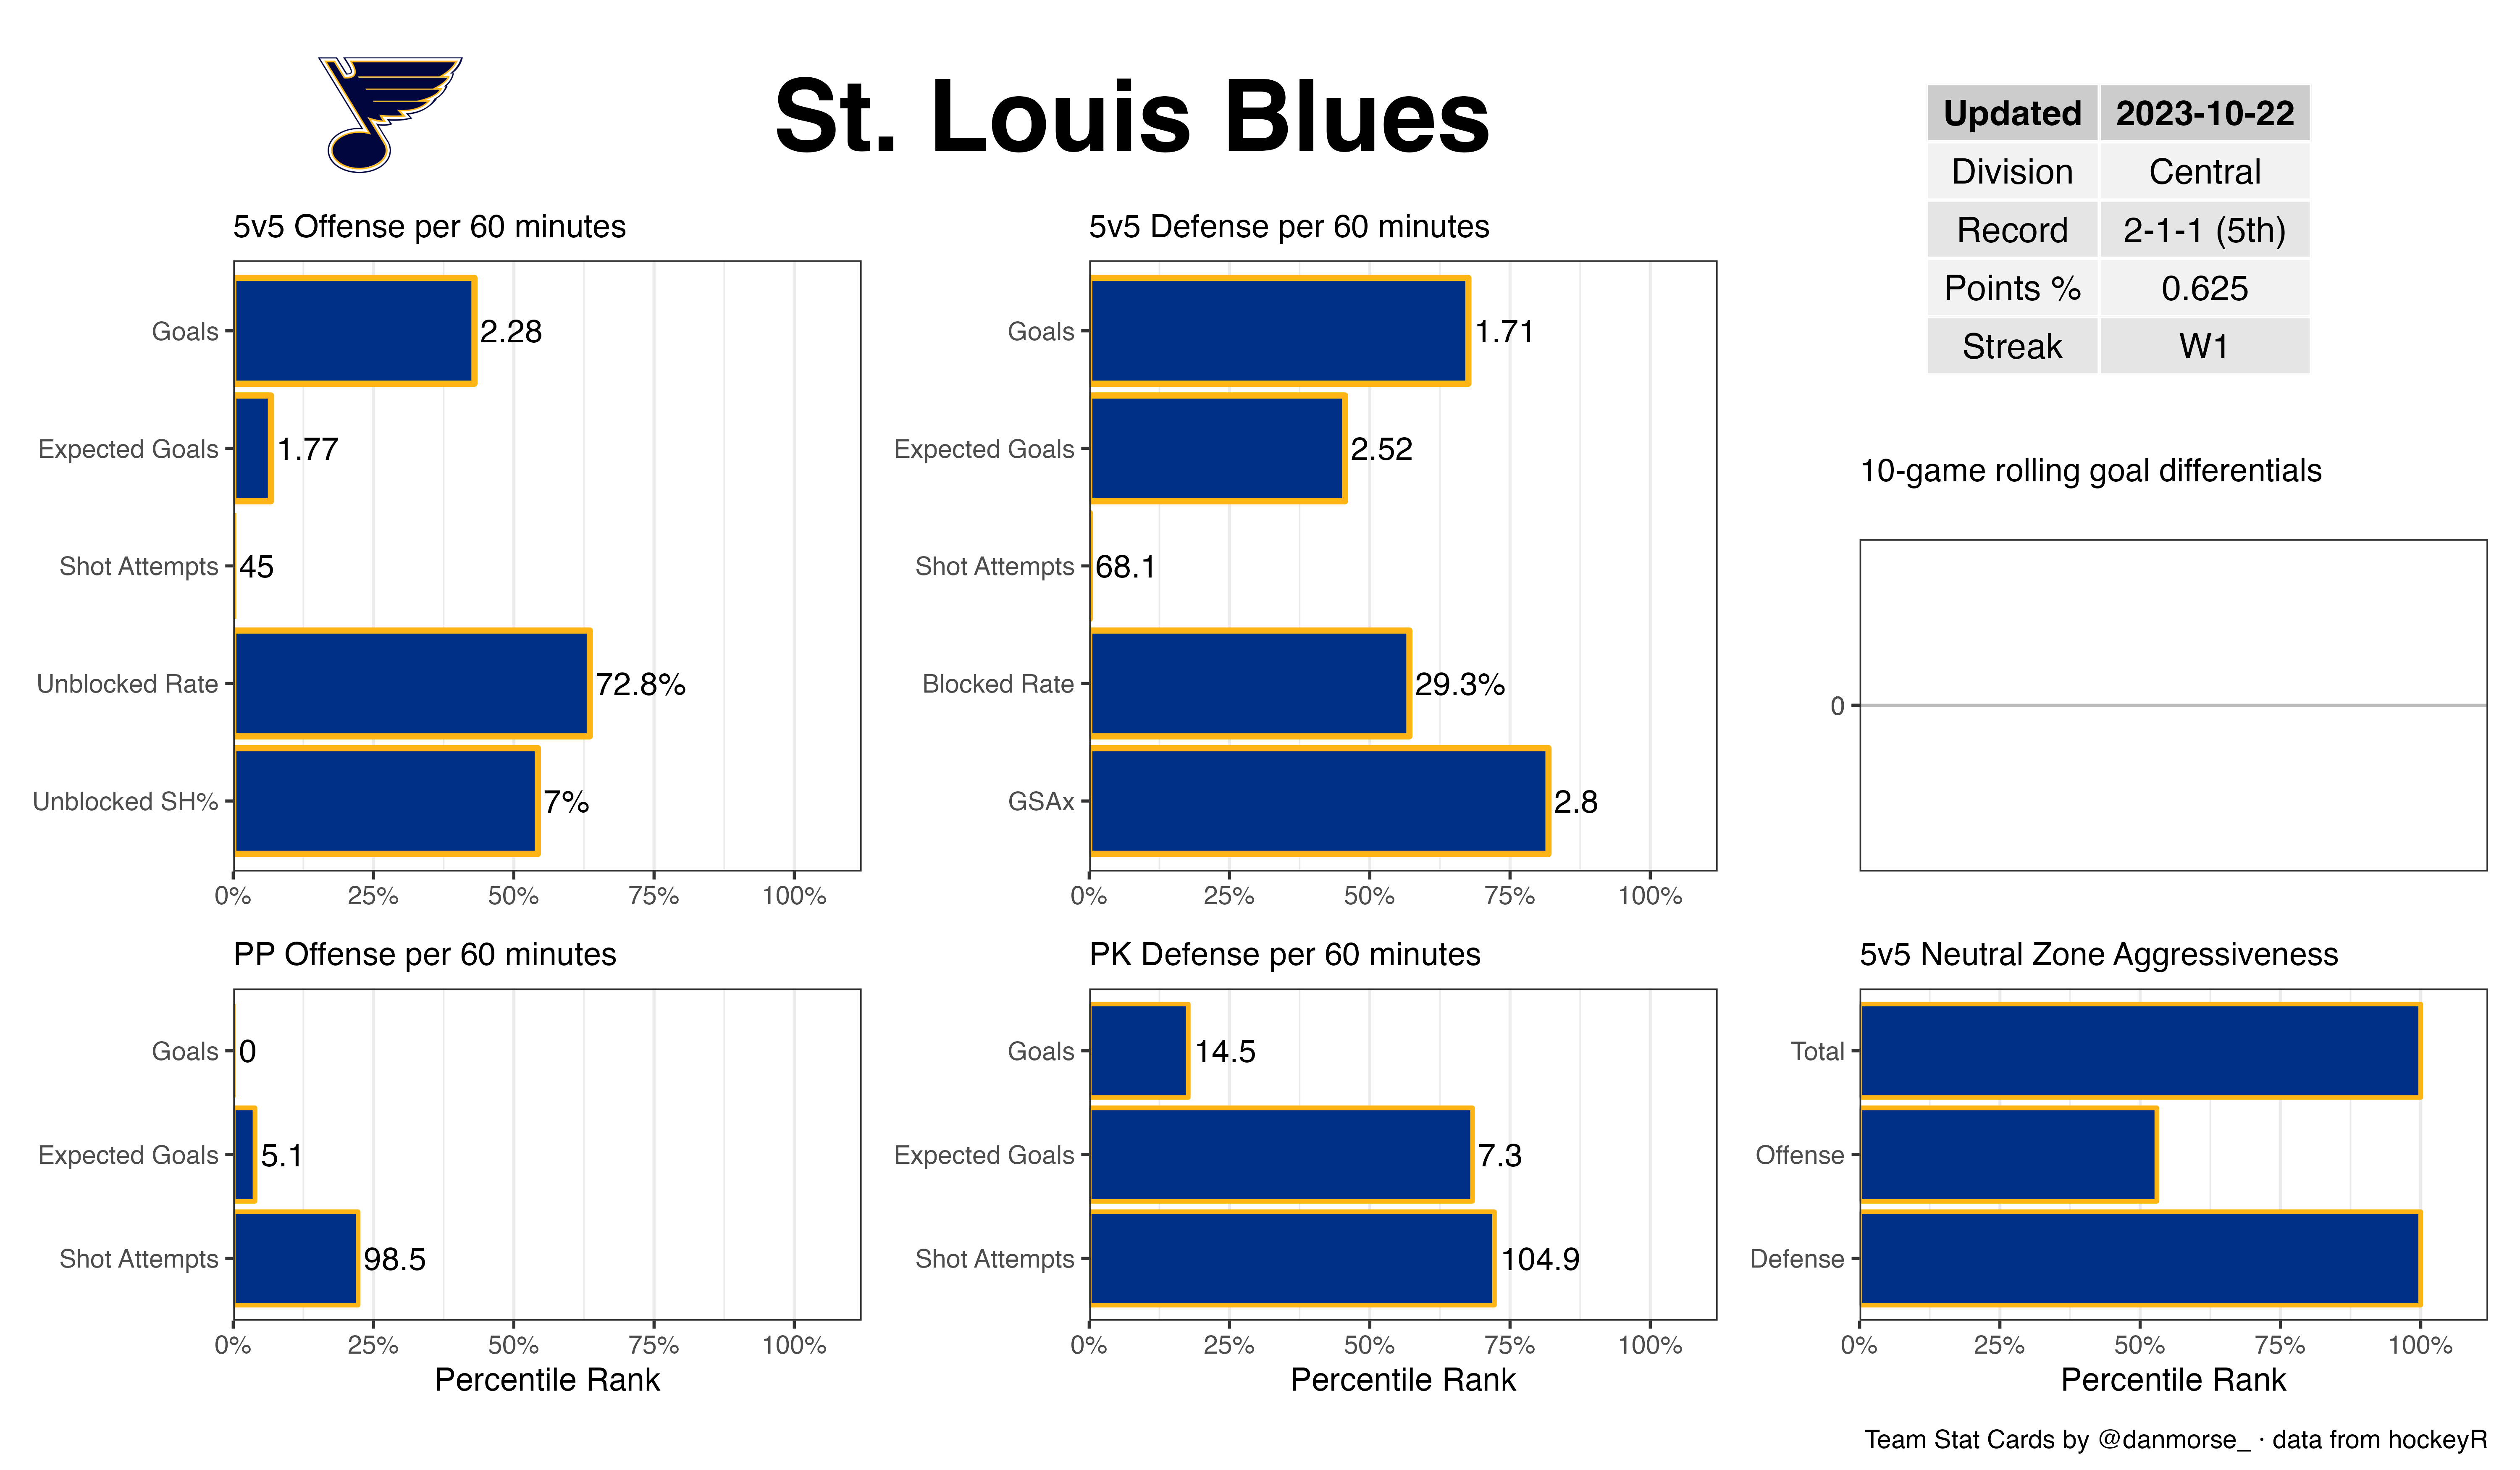 St. Louis Blues
Updated 2023-10-22
Division Central
Record 2-1-1 (5th)
Points % 0.625
Streak W1
5v5 Offense per 60 minutes
Goals 2.28
Expected Goals 1.77
Shot Attempts 45
Unblocked Rate 72.8%
Unblocked SH% 7%
0% 25% 50% 75% 100%
5v5 Defense per 60 minutes
Goals 1.71
Expected Goals 2.52
Shot Attempts 68.1
Blocked Rate 29.3%
GSAx 2.8
0% 25% 50% 75% 100%
10-game rolling goal differentials
0
PP Offense per 60 minutes
Goals 0
Expected Goals 5.1
Shot Attempts 98.5
0% 25% 50% 75% 100%
Percentile Rank
PK Defense per 60 minutes
Goals 14.5
Expected Goals 7.3
Shot Attempts 104.9
0% 25% 50% 75% 100%
Percentile Rank
5v5 Neutral Zone Aggressiveness
Total
Offense
Defense
0% 25% 50% 75% 100%
Percentile Rank
Team Stat Cards by @danmorse_ · data from hockeyR